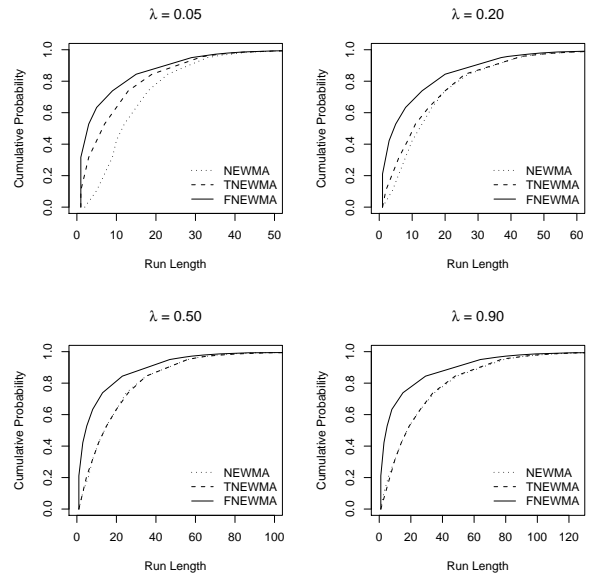 λ = 0.05
Cumulative Probability
0.0 0.2 0.4 0.6 0.8 1.0
NEWMA
TNEWMA
FNEWMA
0 10 20 30 40 50
Run Length
λ = 0.20
Cumulative Probability
0.0 0.2 0.4 0.6 0.8 1.0
NEWMA
TNEWMA
FNEWMA
0 10 20 30 40 50 60
Run Length
λ = 0.50
Cumulative Probability
0.0 0.2 0.4 0.6 0.8 1.0
NEWMA
TNEWMA
FNEWMA
0 20 40 60 80 100
Run Length
λ = 0.90
Cumulative Probability
0.0 0.2 0.4 0.6 0.8 1.0
NEWMA
TNEWMA
FNEWMA
0 20 40 60 80 100 120
Run Length